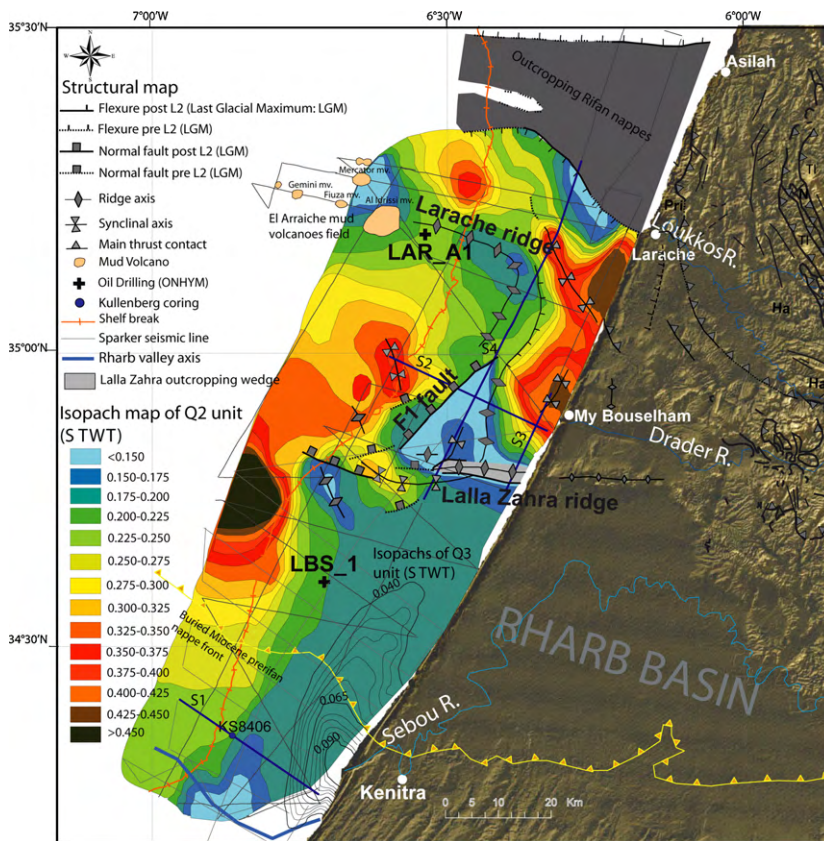 7°00'W
6°30'W
6°00'W
35°30'N
35°00'N
34°30'N
N
W
E
S
Structural map
Flexure post L2 (Last Glacial Maximum: LGM)
Flexure pre L2 (LGM)
Normal fault post L2 (LGM)
Normal fault pre L2 (LGM)
Ridge axis
Synclinal axis
Main thrust contact
Mud Volcano
Oil Drilling (ONHYM)
Kullenberg coring
Shelf break
Sparker seismic line
Rharb valley axis
Lalla Zahra outcropping wedge
Isopach map of Q2 unit
(S TWT)
<0.150
0.150-0.175
0.175-0.200
0.200-0.225
0.225-0.250
0.250-0.275
0.275-0.300
0.300-0.325
0.325-0.350
0.350-0.375
0.375-0.400
0.400-0.425
0.425-0.450
>0.450
Outcropping Rifan nappes
Asilah
Mercator mv.
Gemini mv.
Fiuza mv.
Al Idrissi mv.
El Arraiche mud
volcanoes field
Larache ridge
LAR_A1
Pri
Loukkos R.
Larache
Ha
Ha
S4
S2
F1 fault
S3
My Bouselham
Drader R.
Lalla Zahra ridge
LBS_1
Isopachs of Q3
unit (S TWT)
0.040
0.065
0.090
Buried Miocene prerifan
nappe front
RHARB BASIN
S1
KS8406
Sebou R.
Kenitra
0 5 10 20 Km